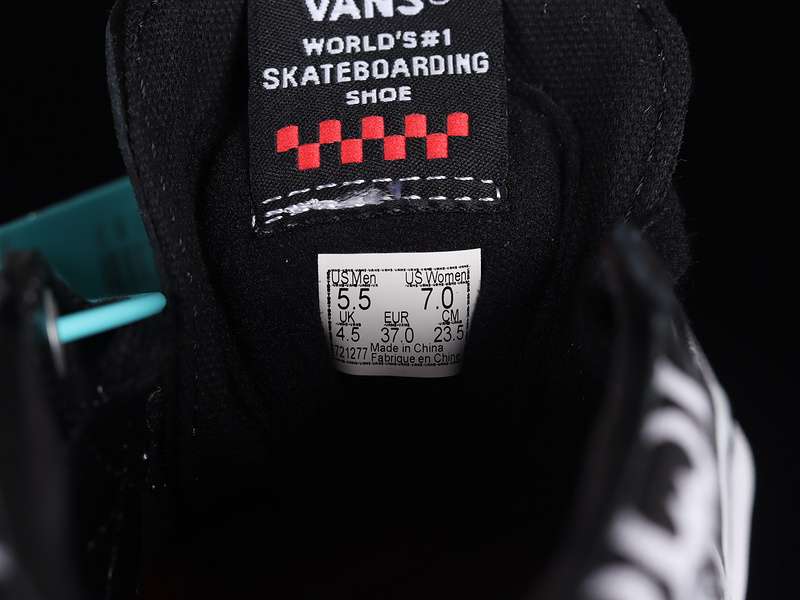 VANS®
WORLD'S #1
SKATEBOARDING
SHOE
US Men US Women
5.5 7.0
UK EUR CM
4.5 37.0 23.5
721277 Made in China
Fabrique en Chine